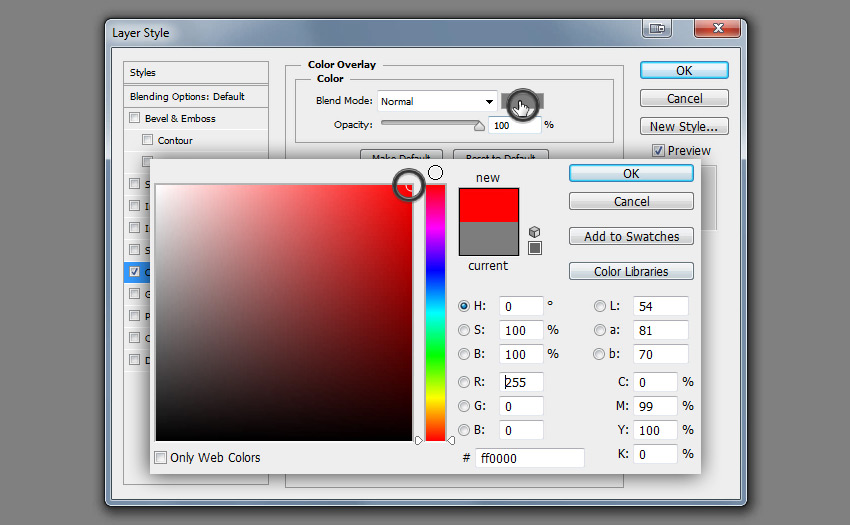 Layer Style
Styles
Blending Options: Default
Bevel & Emboss
Contour
Color Overlay
Color
Blend Mode: Normal
Opacity: 100 %
Make Default Reset to Default
OK
Cancel
New Style...
Preview
new
current
OK
Cancel
Add to Swatches
Color Libraries
H: 0 °
S: 100 %
B: 100 %
R: 255
G: 0
B: 0
# ff0000
L: 54
a: 81
b: 70
C: 0 %
M: 99 %
Y: 100 %
K: 0 %
Only Web Colors